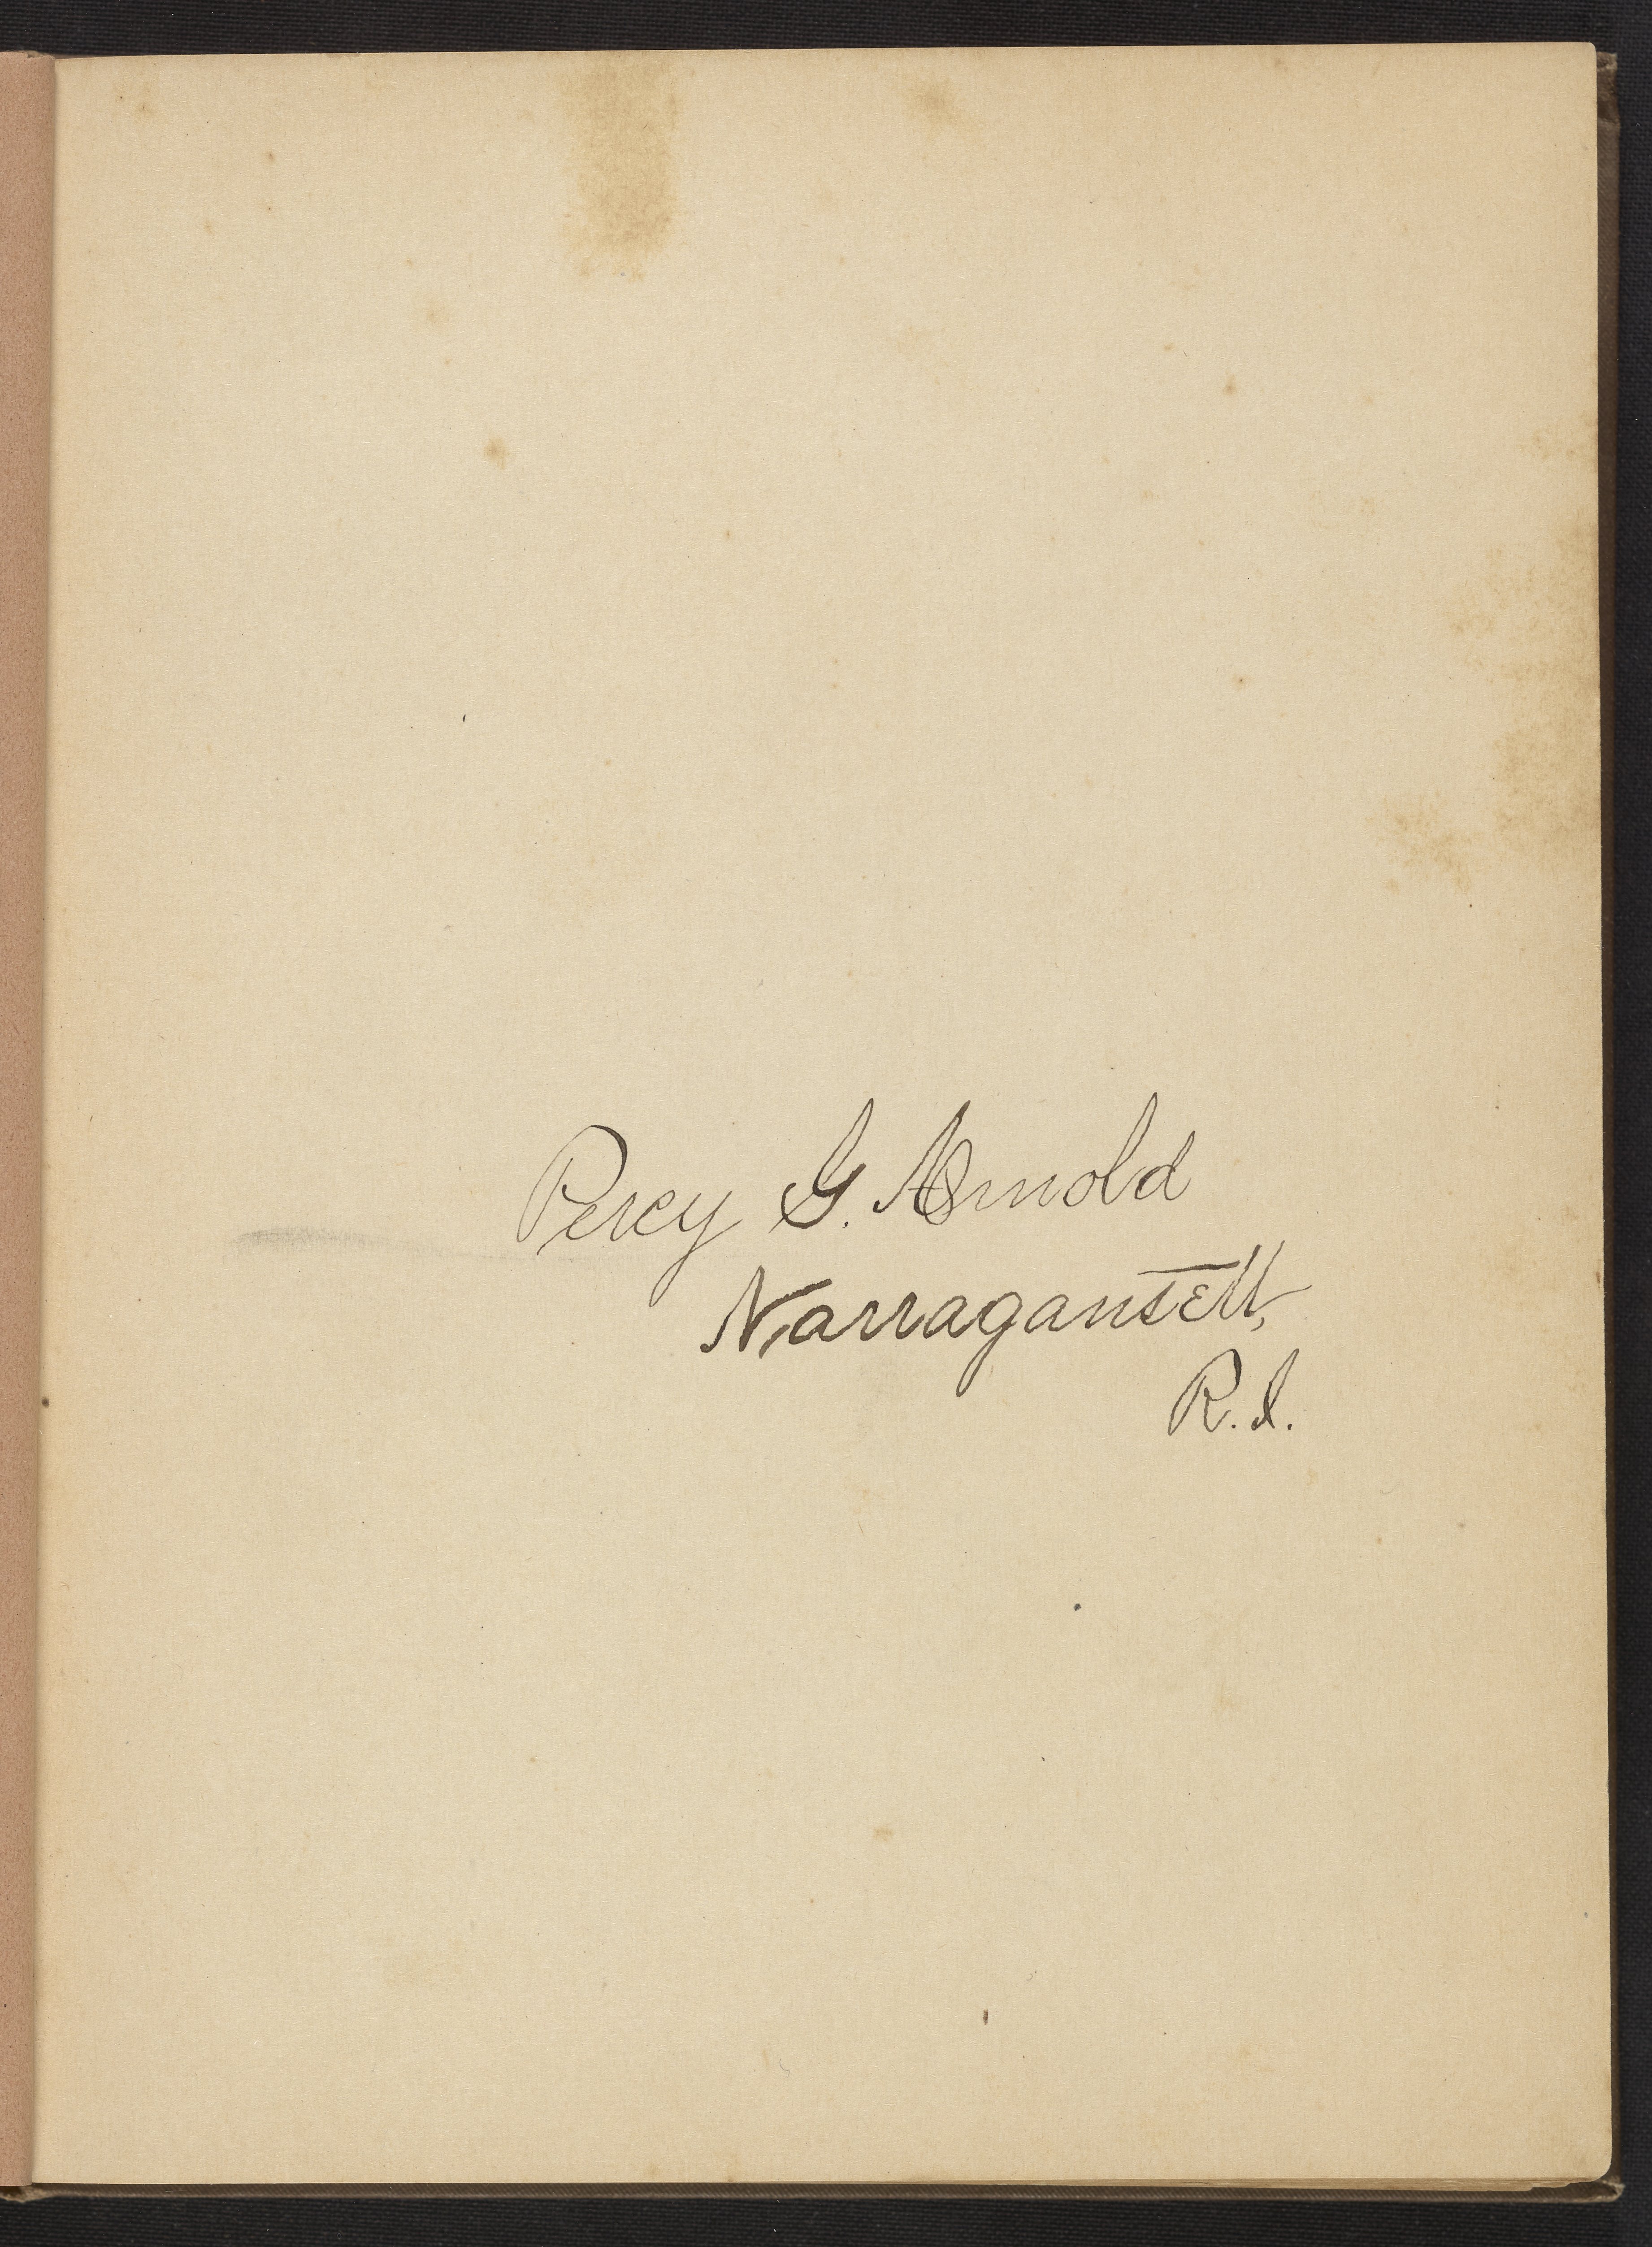 Percy G. Arnold
Narragansett,
R.I.